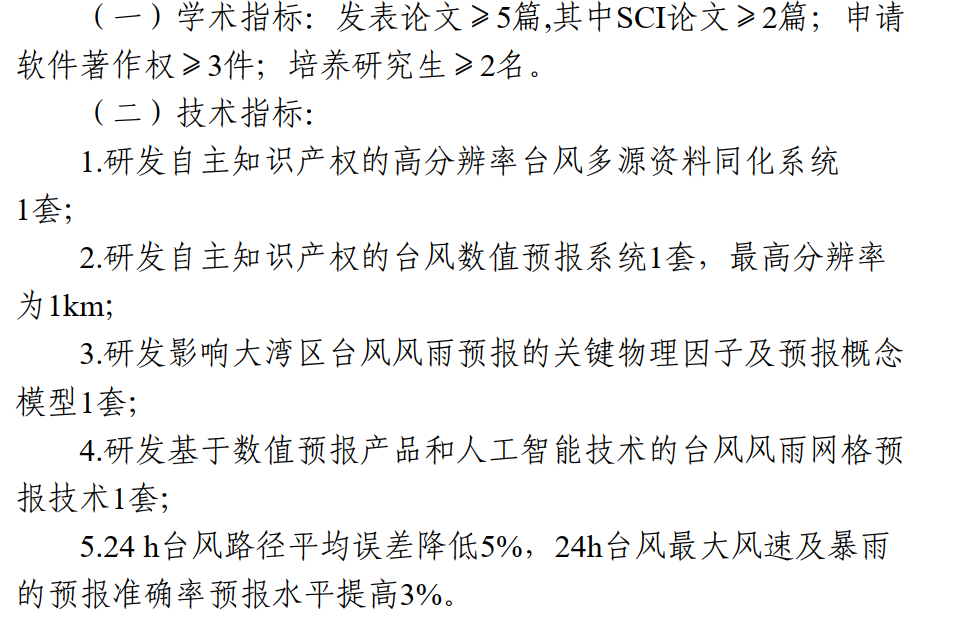 （一）学术指标：发表论文≥5篇,其中SCI论文≥2篇；申请
软件著作权≥3件；培养研究生≥2名。
（二）技术指标：
1.研发自主知识产权的高分辨率台风多源资料同化系统
1套；
2.研发自主知识产权的台风数值预报系统1套，最高分辨率
为1km；
3.研发影响大湾区台风风雨预报的关键物理因子及预报概念
模型1套；
4.研发基于数值预报产品和人工智能技术的台风风雨网格预
报技术1套；
5.24 h台风路径平均误差降低5%，24h台风最大风速及暴雨
的预报准确率预报水平提高3%。